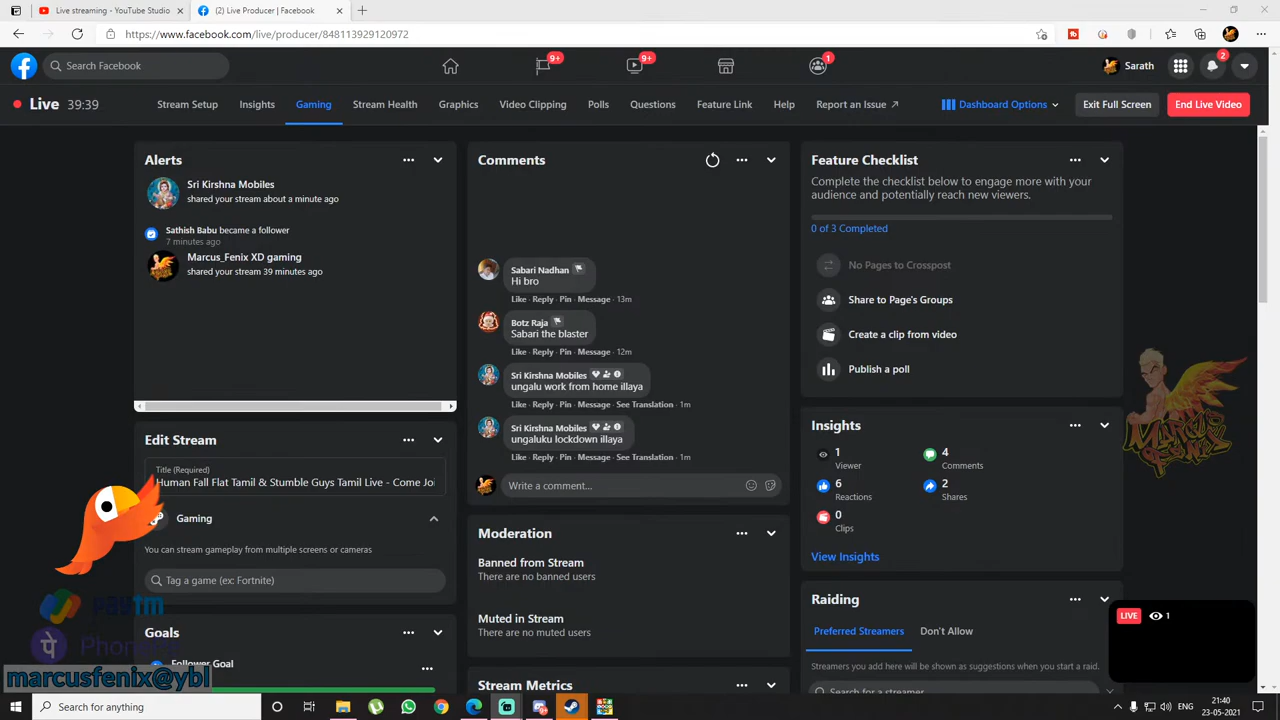 Live streaming - YouTube Studio
(2) Live Producer | Facebook
https://www.facebook.com/live/producer/848113929120972
Search Facebook
9+
9+
1
Sarath
2
Live 39:39
Stream Setup
Insights
Gaming
Stream Health
Graphics
Video Clipping
Polls
Questions
Feature Link
Help
Report an Issue
Dashboard Options
Exit Full Screen
End Live Video
Alerts
Sri Kirshna Mobiles
shared your stream about a minute ago
Sathish Babu became a follower
7 minutes ago
Marcus_Fenix XD gaming
shared your stream 39 minutes ago
Edit Stream
Title (Required)
Human Fall Flat Tamil & Stumble Guys Tamil Live - Come Joi
Gaming
You can stream gameplay from multiple screens or cameras
Tag a game (ex: Fortnite)
Goals
Follower Goal
Paytm
marcusfenix@ybl
Comments
Sabari Nadhan
Hi bro
Like · Reply · Pin · Message · 13m
Botz Raja
Sabari the blaster
Like · Reply · Pin · Message · 12m
Sri Kirshna Mobiles
ungalu work from home illaya
Like · Reply · Pin · Message · See Translation · 1m
Sri Kirshna Mobiles
ungaluku lockdown illaya
Like · Reply · Pin · Message · See Translation · 1m
Write a comment...
Moderation
Banned from Stream
There are no banned users
Muted in Stream
There are no muted users
Stream Metrics
Feature Checklist
Complete the checklist below to engage more with your
audience and potentially reach new viewers.
0 of 3 Completed
No Pages to Crosspost
Share to Page's Groups
Create a clip from video
Publish a poll
Insights
1
Viewer
4
Comments
6
Reactions
2
Shares
0
Clips
View Insights
Raiding
Preferred Streamers
Don't Allow
Streamers you add here will be shown as suggestions when you start a raid.
Search for a streamer
LIVE
1
Search for anything
ENG
21:40
23-05-2021